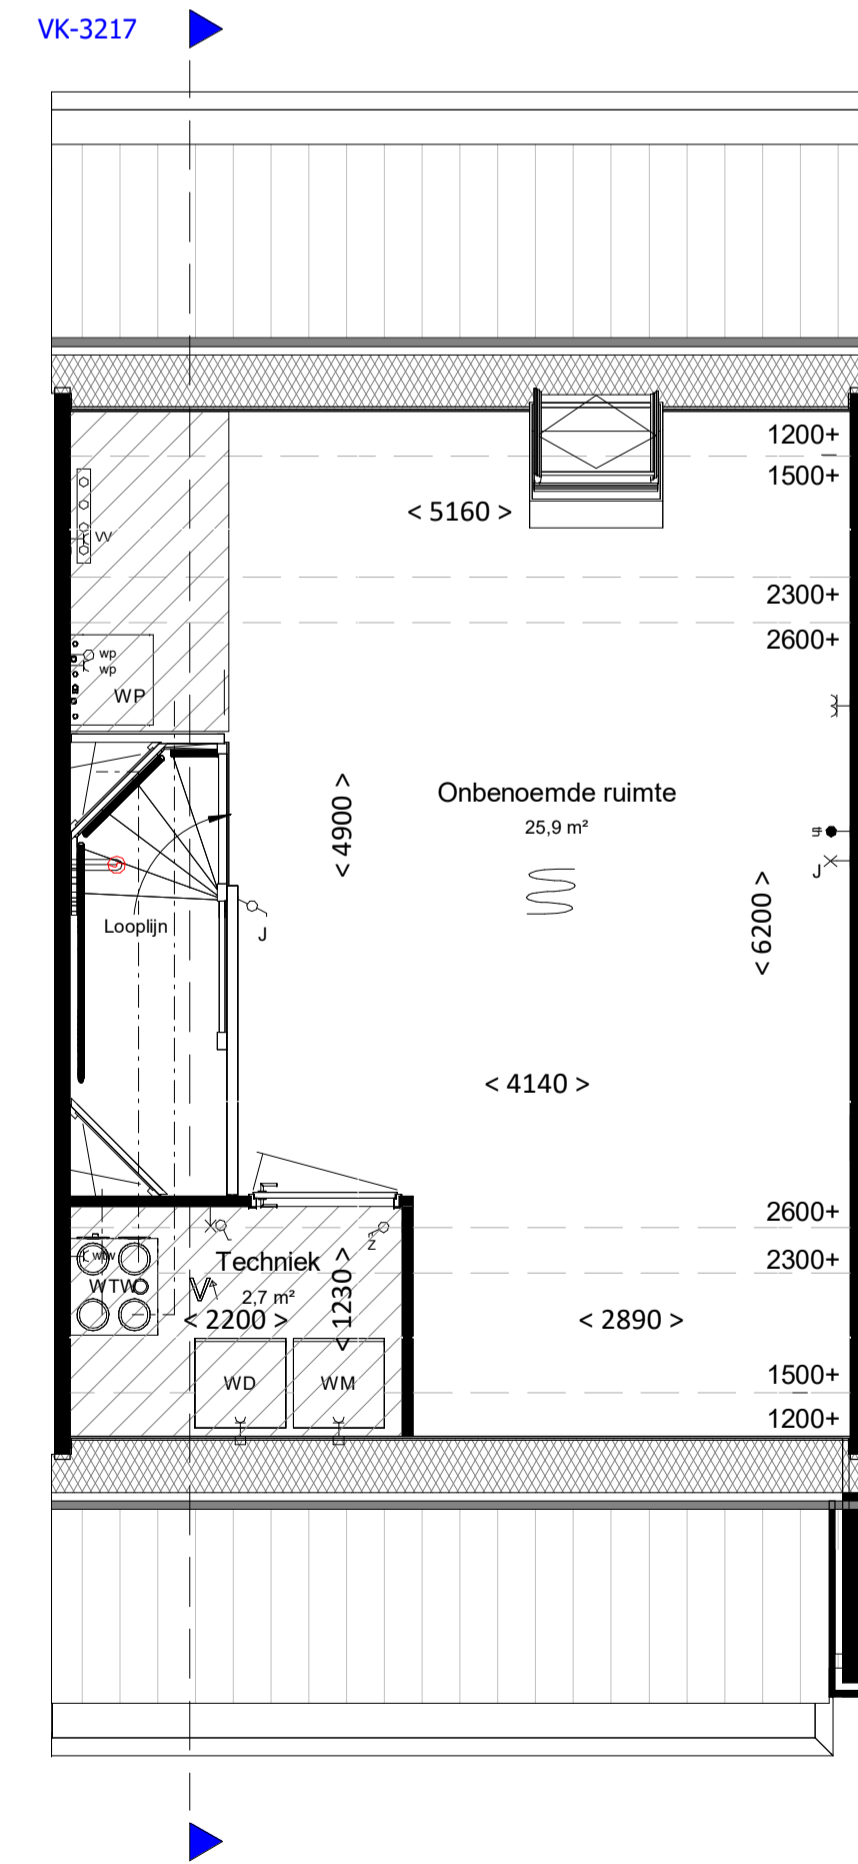 VK-3217
1200+
1500+
< 5160 >
VV
2300+
2600+
wp
wp
WP
Onbenoemde ruimte
25,9 m²
< 4900 >
< 6200 >
J
Looplijn
J
< 4140 >
2600+
z
Techniek
wtw
WTW
2,7 m²
< 2200 >
< 1230 >
2300+
< 2890 >
WD
WM
1500+
1200+